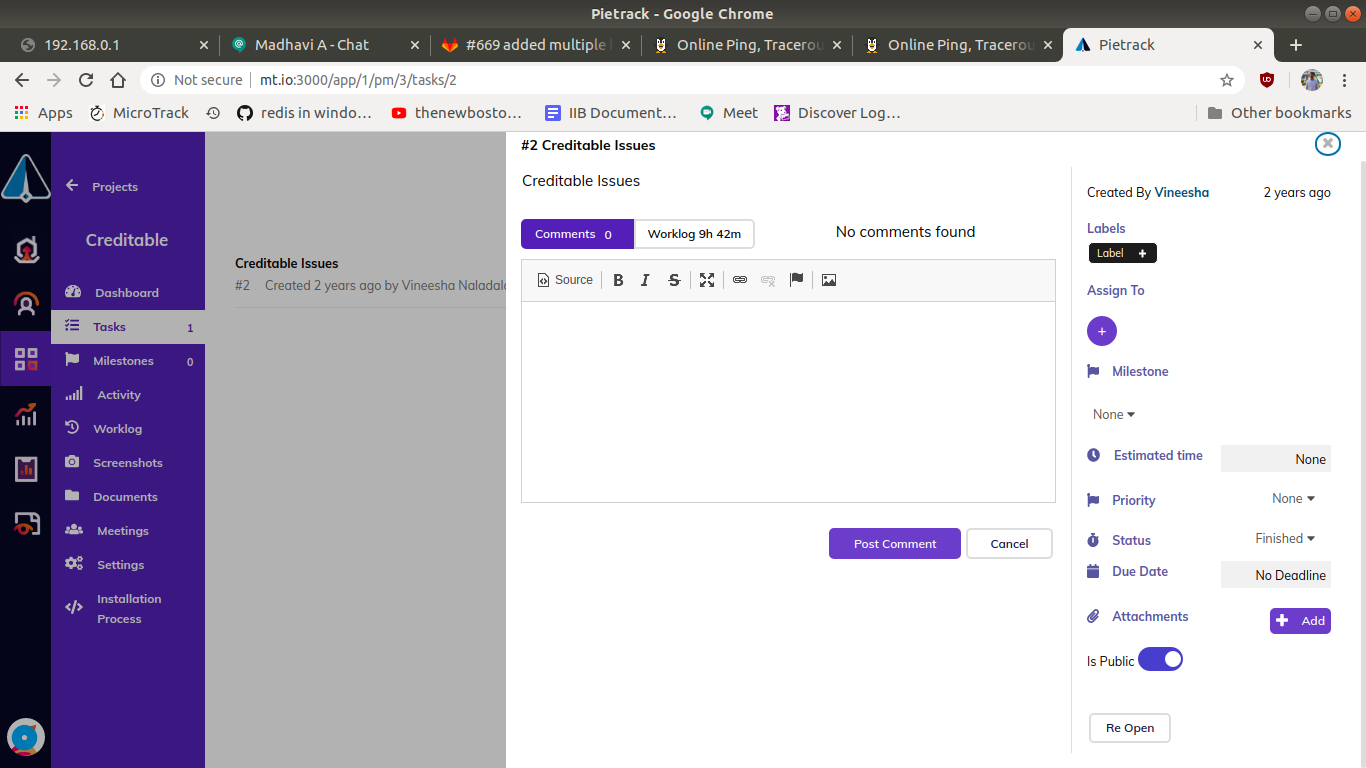 Pietrack - Google Chrome
192.168.0.1
Madhavi A - Chat
#669 added multiple
Online Ping, Tracerou
Online Ping, Tracerou
Pietrack
Not secure
mt.io:3000/app/1/pm/3/tasks/2
Apps
MicroTrack
redis in windo...
thenewbosto...
IIB Document...
Meet
Discover Log...
Other bookmarks
Projects
Creditable
Dashboard
Tasks 1
Milestones 0
Activity
Worklog
Screenshots
Documents
Meetings
Settings
Installation
Process
Creditable Issues
#2 Created 2 years ago by Vineesha Naladala
#2 Creditable Issues
Creditable Issues
Comments 0
Worklog 9h 42m
No comments found
Source
B I S
Post Comment
Cancel
Created By Vineesha 2 years ago
Labels
Label +
Assign To
+
Milestone
None
Estimated time None
Priority None
Status Finished
Due Date No Deadline
Attachments + Add
Is Public
Re Open